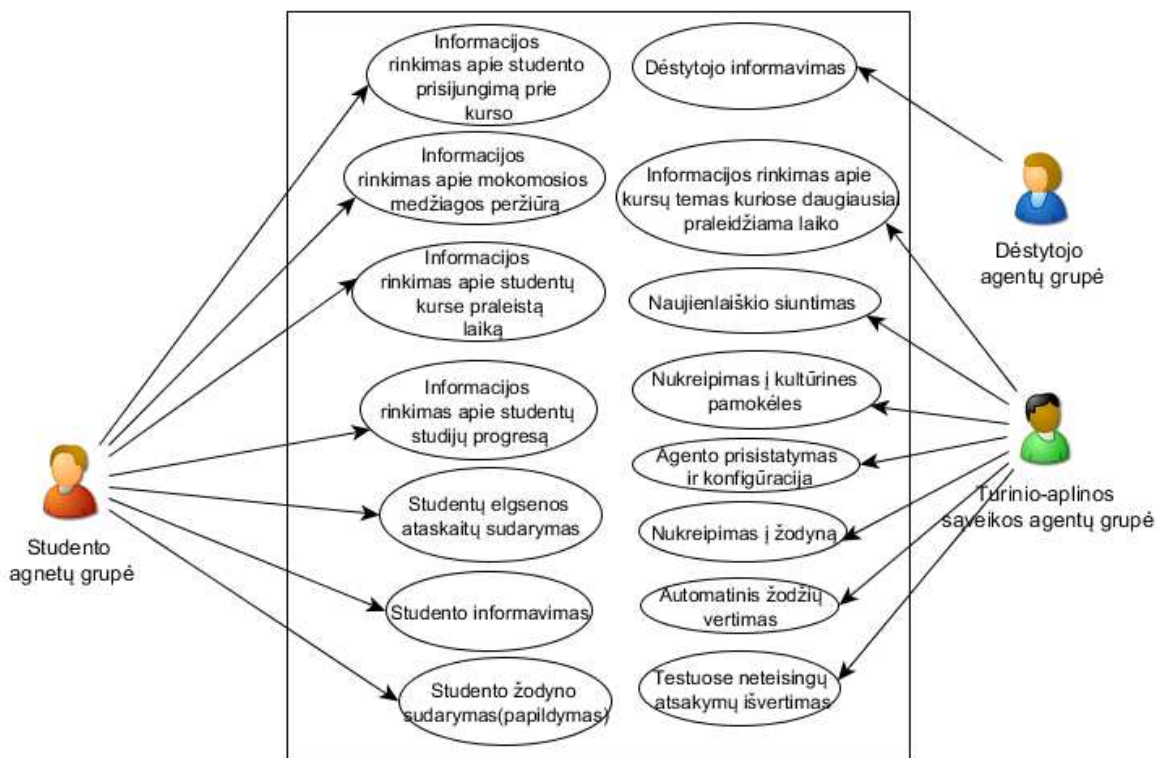 Informacijos
rinkimas apie studento
prisijungimą prie
kurso
Informacijos
rinkimas apie mokomosios
medžiagos peržiūrą
Informacijos
rinkimas apie studentų
kurse praleistą
laiką
Informacijos
rinkimas apie studentų
studijų progresą
Studentų elgsenos
ataskaitų sudarymas
Studento informavimas
Studento žodyno
sudarymas(papildymas)
Dėstytojo informavimas
Informacijos rinkimas apie
kursų temas kuriose daugiausiai
praleidžiama laiko
Naujienlaiškio siuntimas
Nukreipimas į kultūrines
pamokėles
Agento prisistatymas
ir konfigūracija
Nukreipimas į žodyną
Automatinis žodžių
vertimas
Testuose neteisingų
atsakymų išvertimas
Studento
agnetų grupė
Dėstytojo
agentų grupė
Turinio-aplinos
sąveikos agentų grupė